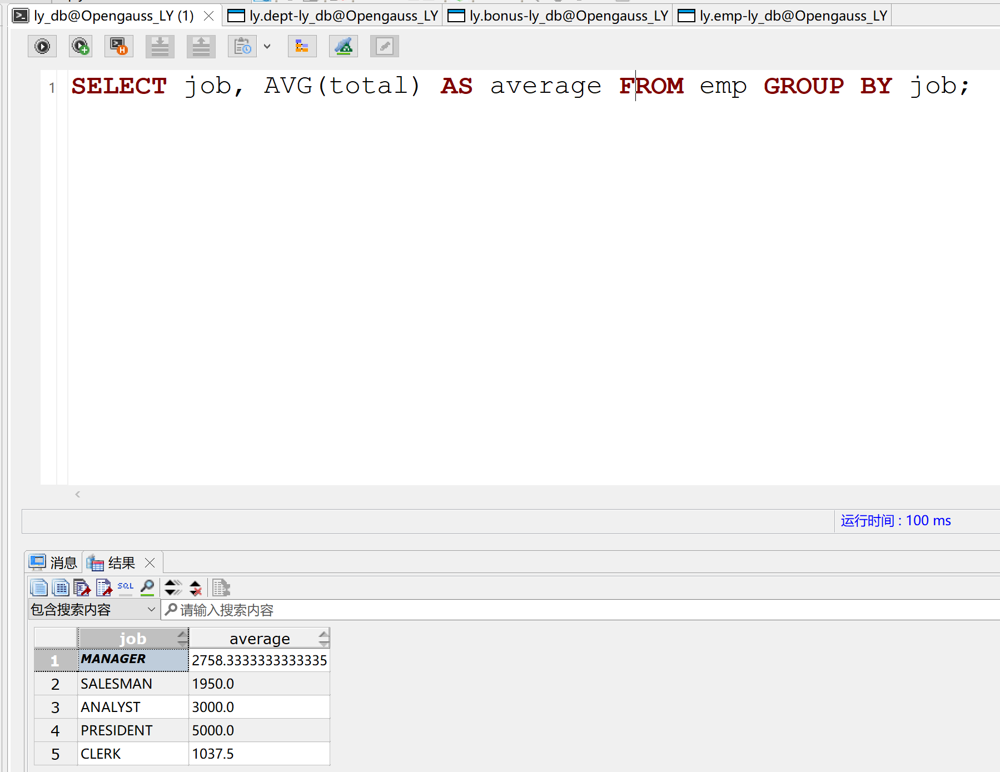 ly_db@Opengauss_LY (1) ly.dept-ly_db@Opengauss_LY ly.bonus-ly_db@Opengauss_LY ly.emp-ly_db@Opengauss_LY
1 SELECT job, AVG(total) AS average FROM emp GROUP BY job;
运行时间 : 100 ms
消息 结果
SQL
包含搜索内容 请输入搜索内容
job average
1 MANAGER 2758.3333333333335
2 SALESMAN 1950.0
3 ANALYST 3000.0
4 PRESIDENT 5000.0
5 CLERK 1037.5